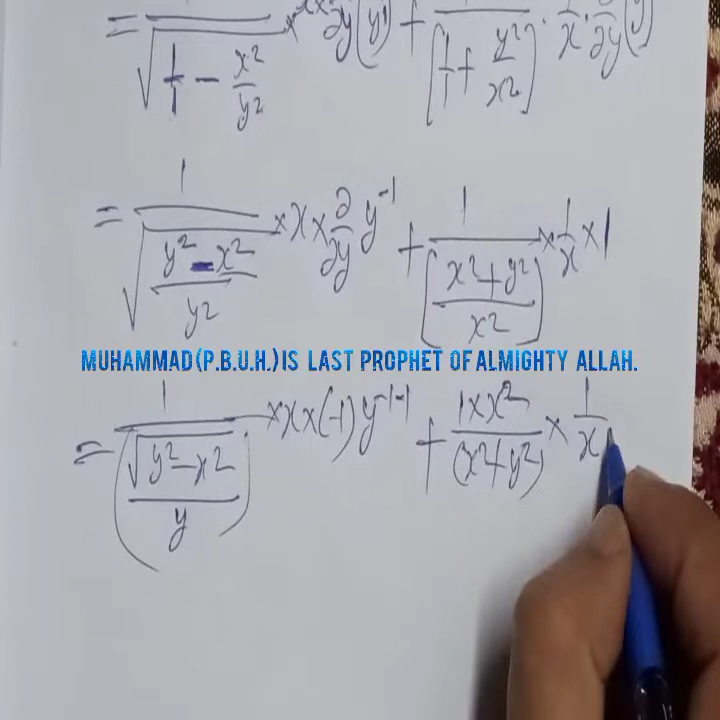 = 1/√(1/1 − x²/y²) × x × ∂/∂y (y¹) + 1/[1/1 + y²/x²] · 1/x · ∂/∂y (y)
= 1/√((y² − x²)/y²) × x × ∂/∂y y⁻¹ + 1/((x² + y²)/x²) × 1/x × 1
MUHAMMAD (P.B.U.H.) IS LAST PROPHET OF ALMIGHTY ALLAH.
= 1/(√(y² − x²)/y) × x × (−1) y⁻¹⁻¹ + 1 × x²/(x² + y²) × 1/x